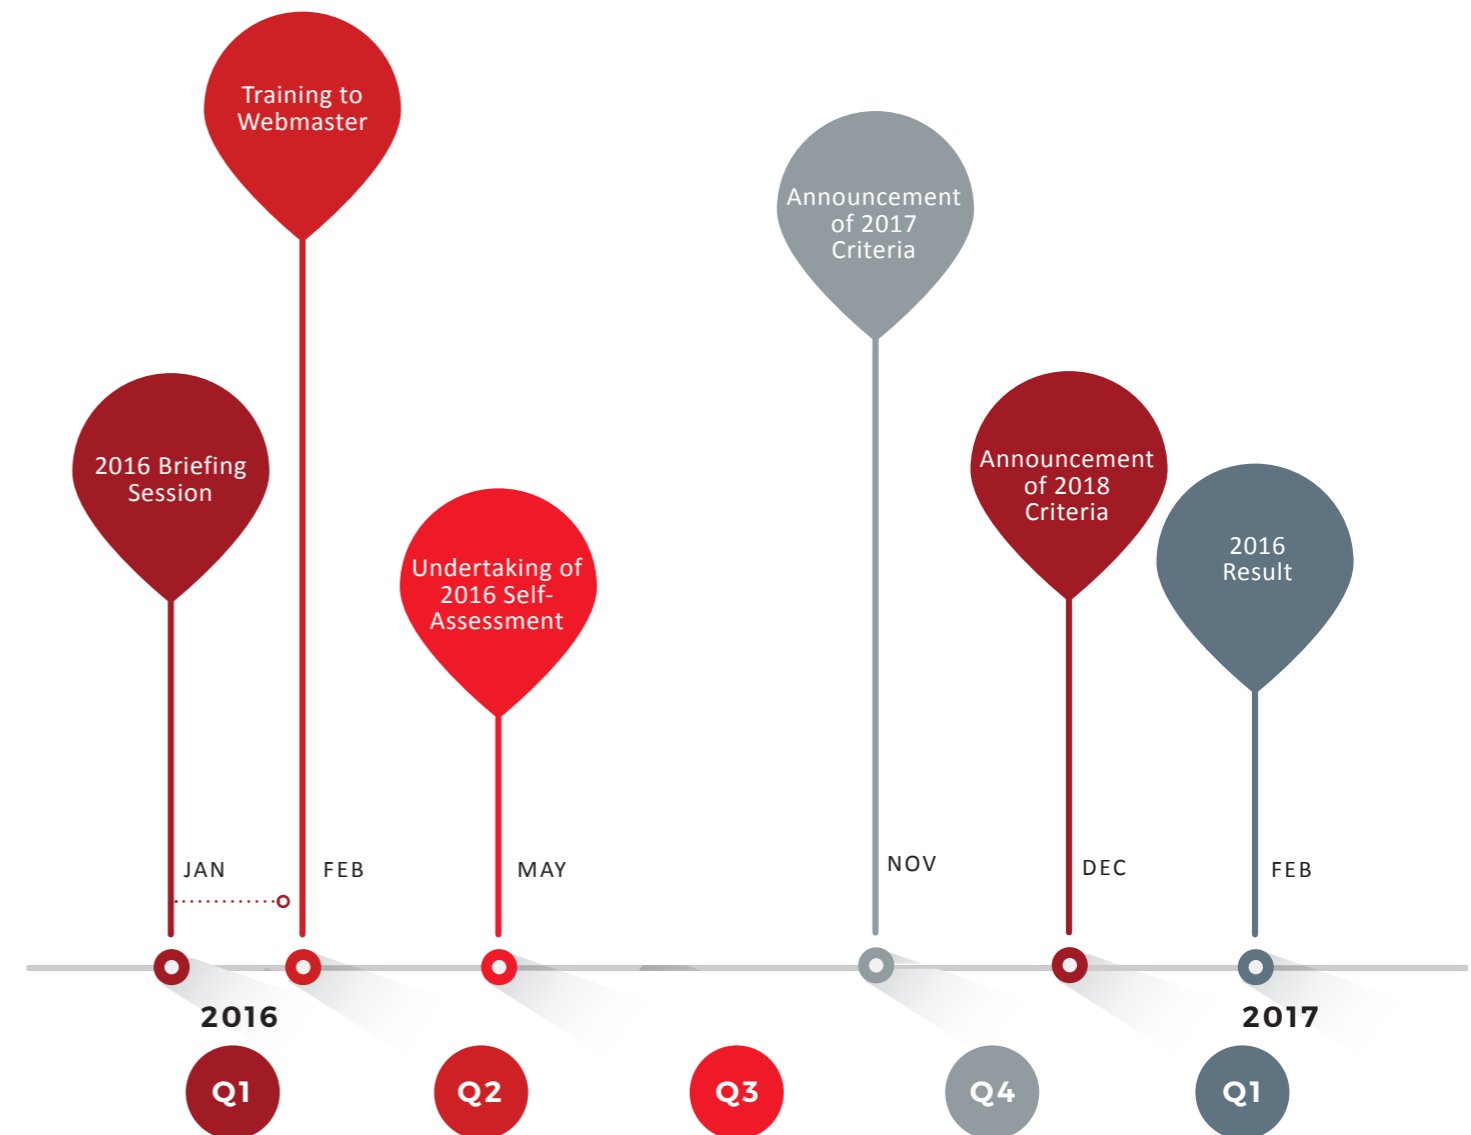 Training to
Webmaster
Announcement
of 2017
Criteria
2016 Briefing
Session
Announcement
of 2018
Criteria
Undertaking of
2016 Self-
Assessment
2016
Result
JAN
FEB
MAY
NOV
DEC
FEB
2016
2017
Q1
Q2
Q3
Q4
Q1